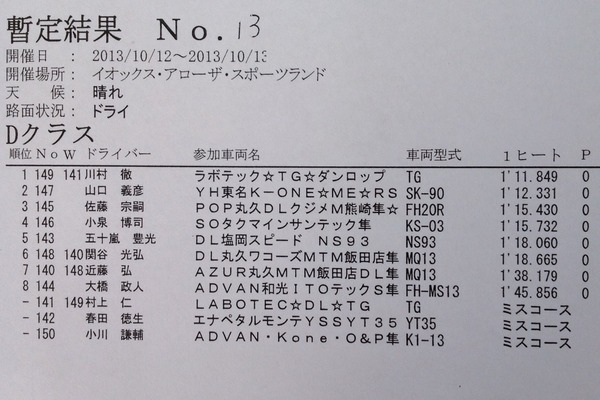 暫定結果 No.13
開催日 : 2013/10/12~2013/10/13
開催場所: イオックス・アローザ・スポーツランド
天 候: 晴れ
路面状況: ドライ
Dクラス
順位 No W ドライバー 参加車両名 車両型式 1ヒート P
1 149 141 川村 徹 ラボテック☆TG☆ダンロップ TG 1'11.849 0
2 147 山口 義彦 YH東名K-ONE☆ME☆RS SK-90 1'12.331 0
3 145 佐藤 宗嗣 POP丸久DLクジメM熊崎隼☆ FH20R 1'15.430 0
4 146 小泉 博司 SOタクマインサンテック隼 KS-03 1'15.732 0
5 143 五十嵐 豊光 DL塩岡スピード NS93 NS93 1'18.060 0
6 148 140 関谷 光弘 DL丸久ワコーズMTM飯田店隼 MQ13 1'18.665 0
7 140 148 近藤 弘 AZUR丸久MTM飯田店DL隼 MQ13 1'38.179 0
8 144 大橋 政人 ADVAN和光ITOテックS隼 FH-MS13 1'45.856 0
- 141 149 村上 仁 LABOTEC☆DL☆TG TG ミスコース
- 142 春田 徳生 エナペタルモンテYSSYT35 YT35 ミスコース
- 150 小川 謙輔 ADVAN・Kone・O&P隼 K1-13 ミスコース